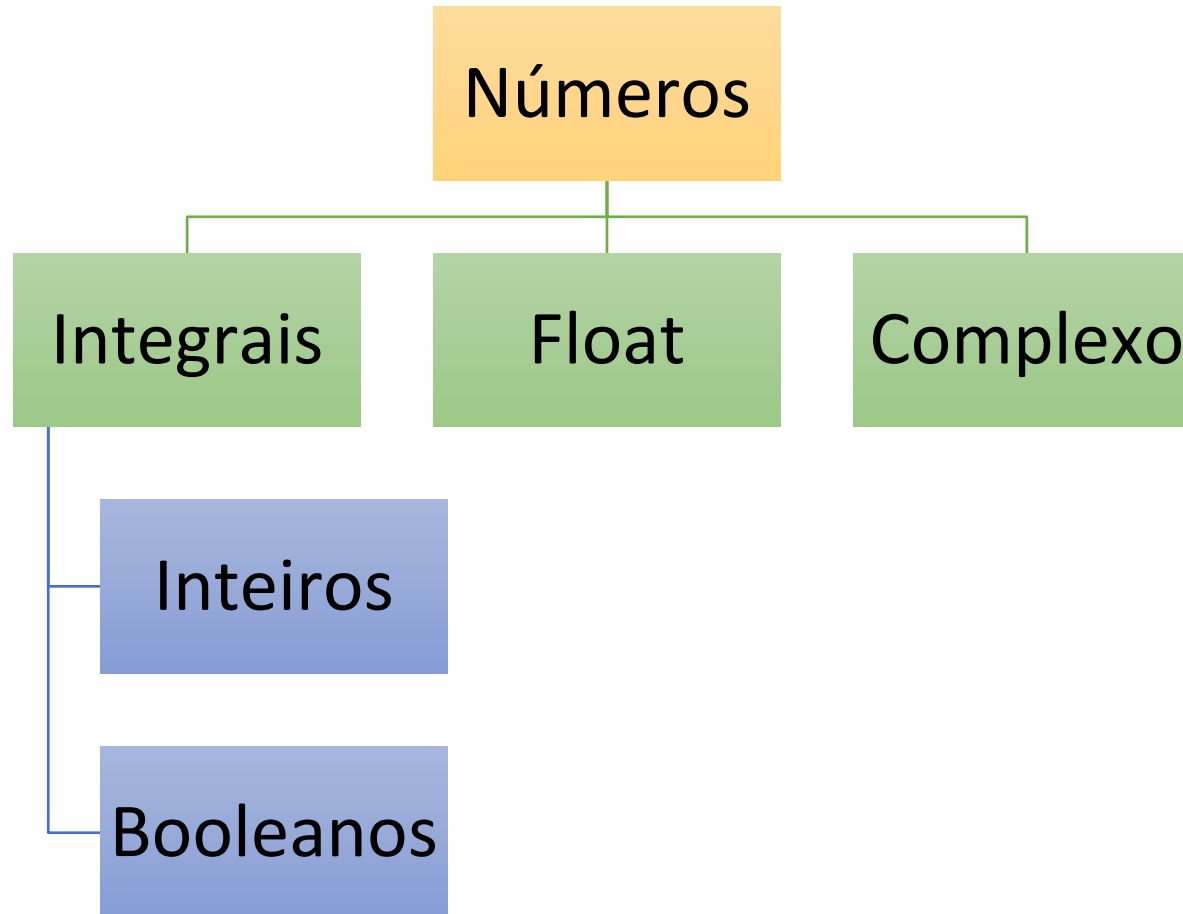 Números
Integrais
Float
Complexo
Inteiros
Booleanos